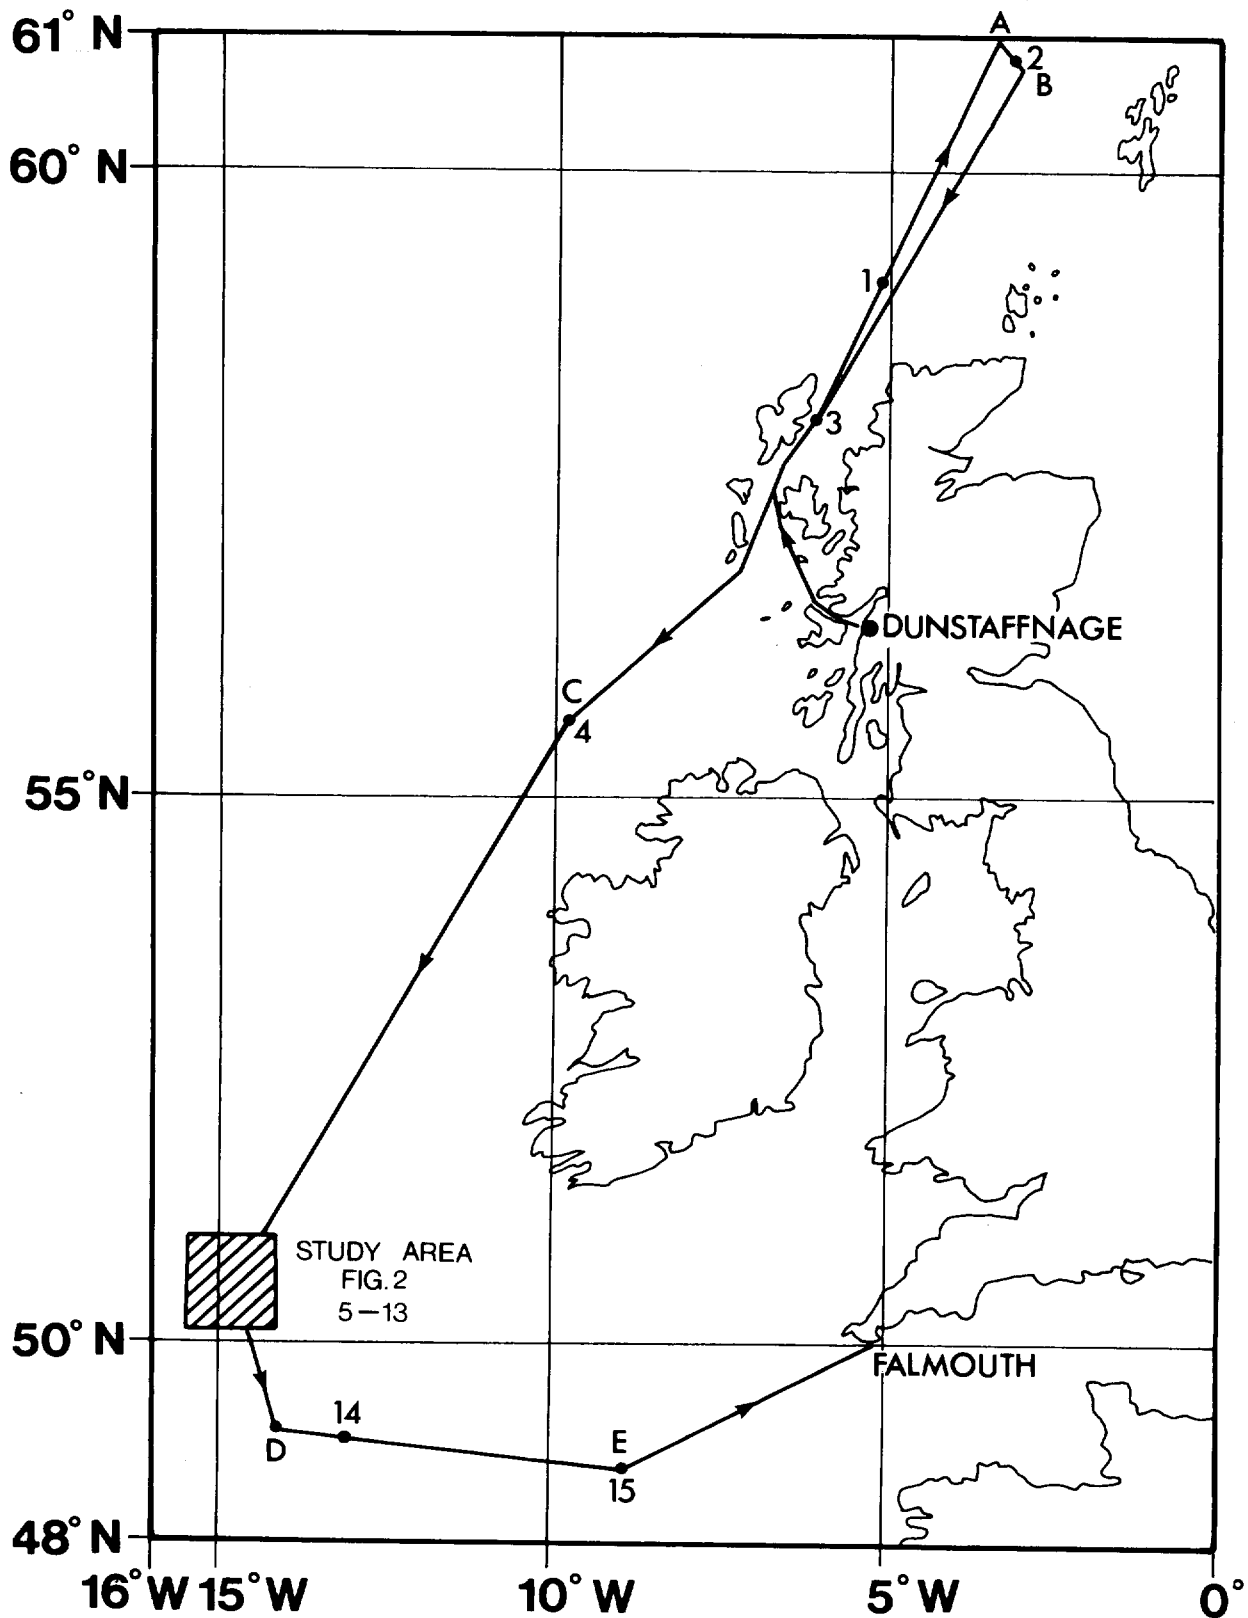 61° N
A
2
B
60° N
1
3
DUNSTAFFNAGE
C
4
55° N
STUDY AREA
FIG. 2
5–13
50° N
FALMOUTH
14
D
E
15
48° N
16° W 15° W 10° W 5° W 0°